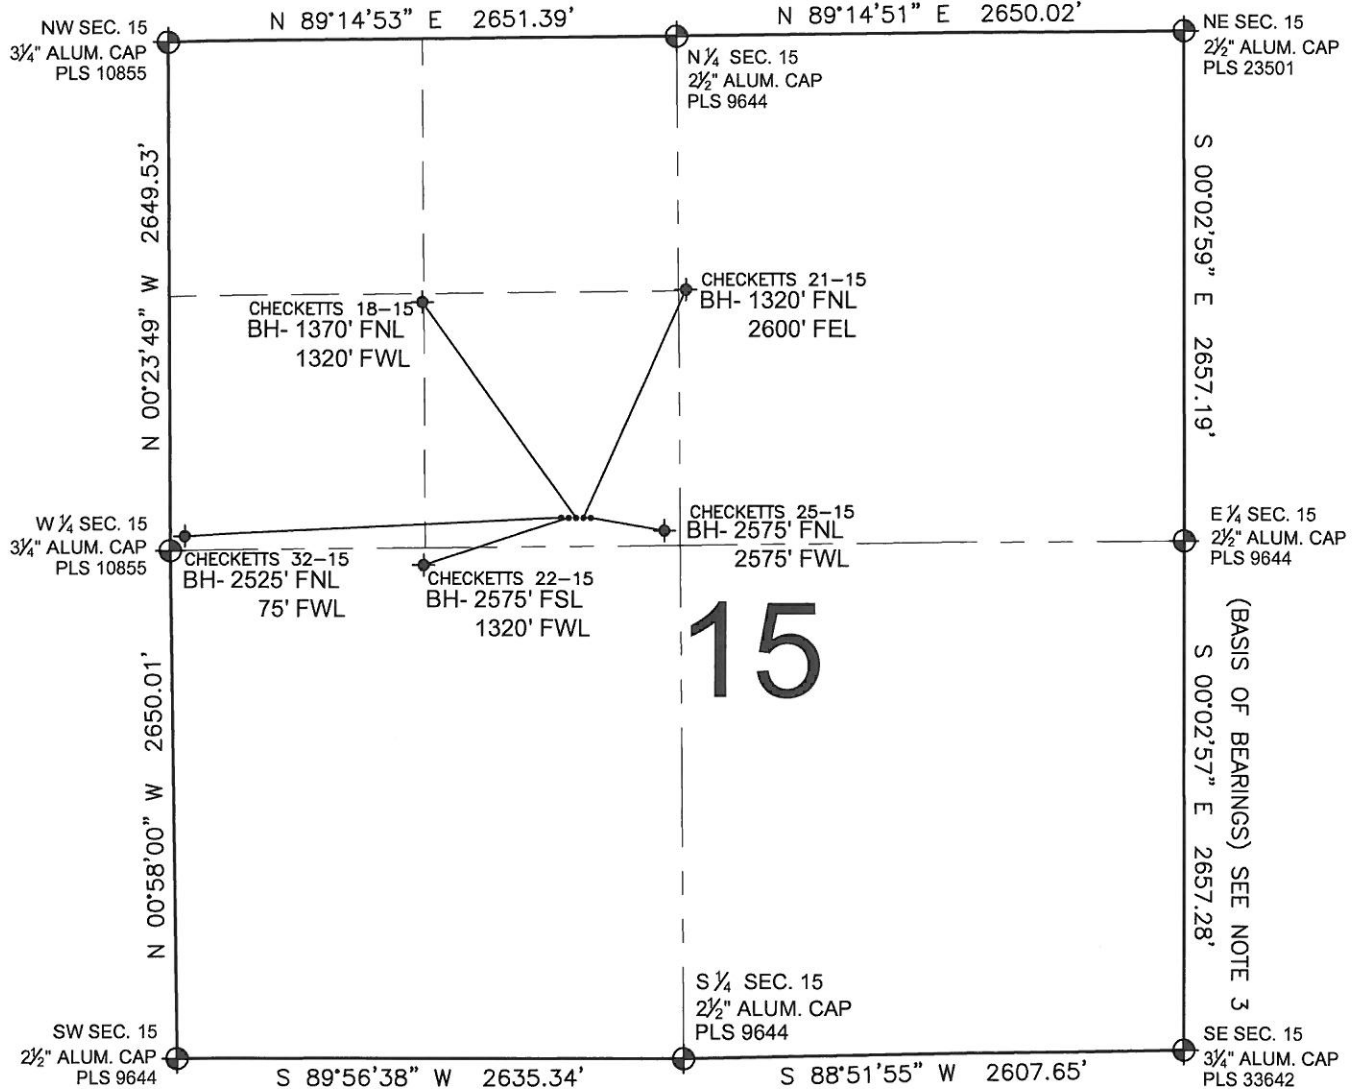 N 89°14'53" E 2651.39'
N 89°14'51" E 2650.02'
NW SEC. 15
3¼" ALUM. CAP
PLS 10855
N ¼ SEC. 15
2½" ALUM. CAP
PLS 9644
NE SEC. 15
2½" ALUM. CAP
PLS 23501
N 00°23'49" W 2649.53'
S 00°02'59" E 2657.19'
CHECKETTS 18-15
BH- 1370' FNL
1320' FWL
CHECKETTS 21-15
BH- 1320' FNL
2600' FEL
W ¼ SEC. 15
3¼" ALUM. CAP
PLS 10855
CHECKETTS 32-15
BH- 2525' FNL
75' FWL
CHECKETTS 22-15
BH- 2575' FSL
1320' FWL
CHECKETTS 25-15
BH- 2575' FNL
2575' FWL
E ¼ SEC. 15
2½" ALUM. CAP
PLS 9644
15
N 00°58'00" W 2650.01'
S 00°02'57" E 2657.28'
(BASIS OF BEARINGS) SEE NOTE 3
SW SEC. 15
2½" ALUM. CAP
PLS 9644
S ¼ SEC. 15
2½" ALUM. CAP
PLS 9644
SE SEC. 15
3¼" ALUM. CAP
PLS 33642
S 89°56'38" W 2635.34'
S 88°51'55" W 2607.65'